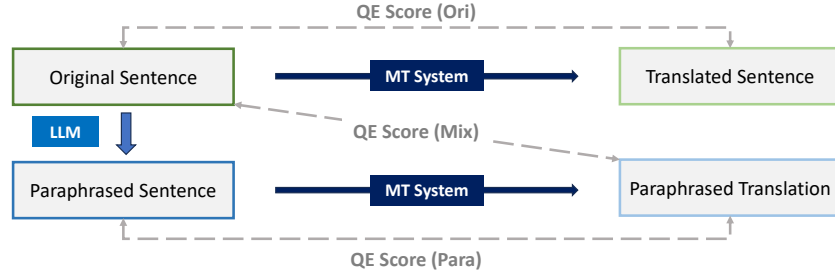 QE Score (Ori)
Original Sentence
MT System
Translated Sentence
LLM
QE Score (Mix)
Paraphrased Sentence
MT System
Paraphrased Translation
QE Score (Para)